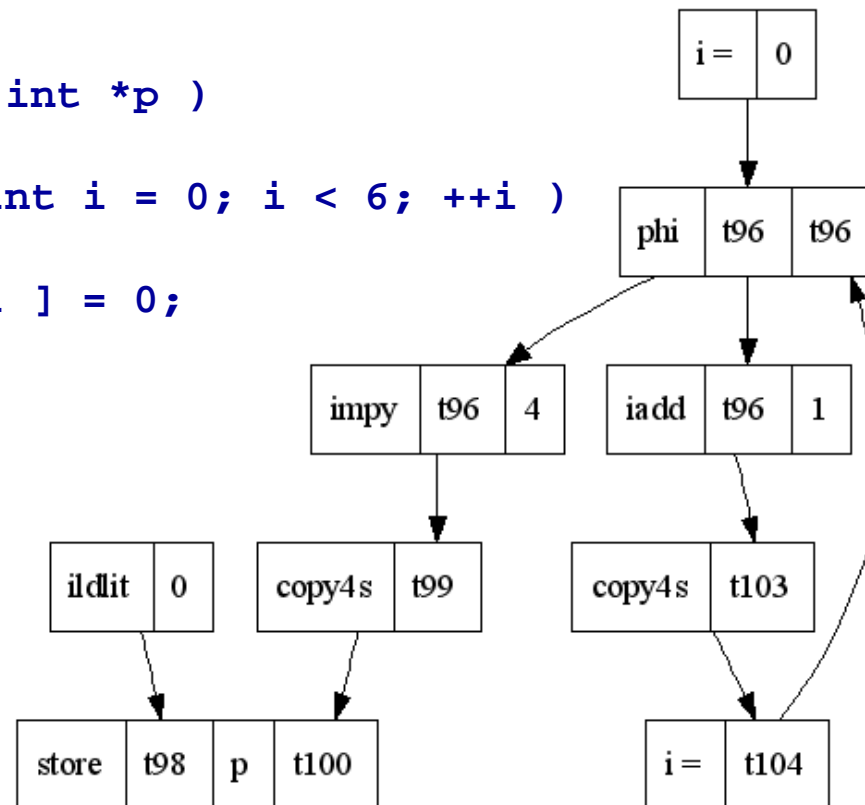 i = 0
int *p )
int i = 0; i < 6; ++i )
phi t96 t96
] = 0;
impy t96 4
iadd t96 1
ildlit 0
copy4s t99
copy4s t103
store t98 p t100
i = t104